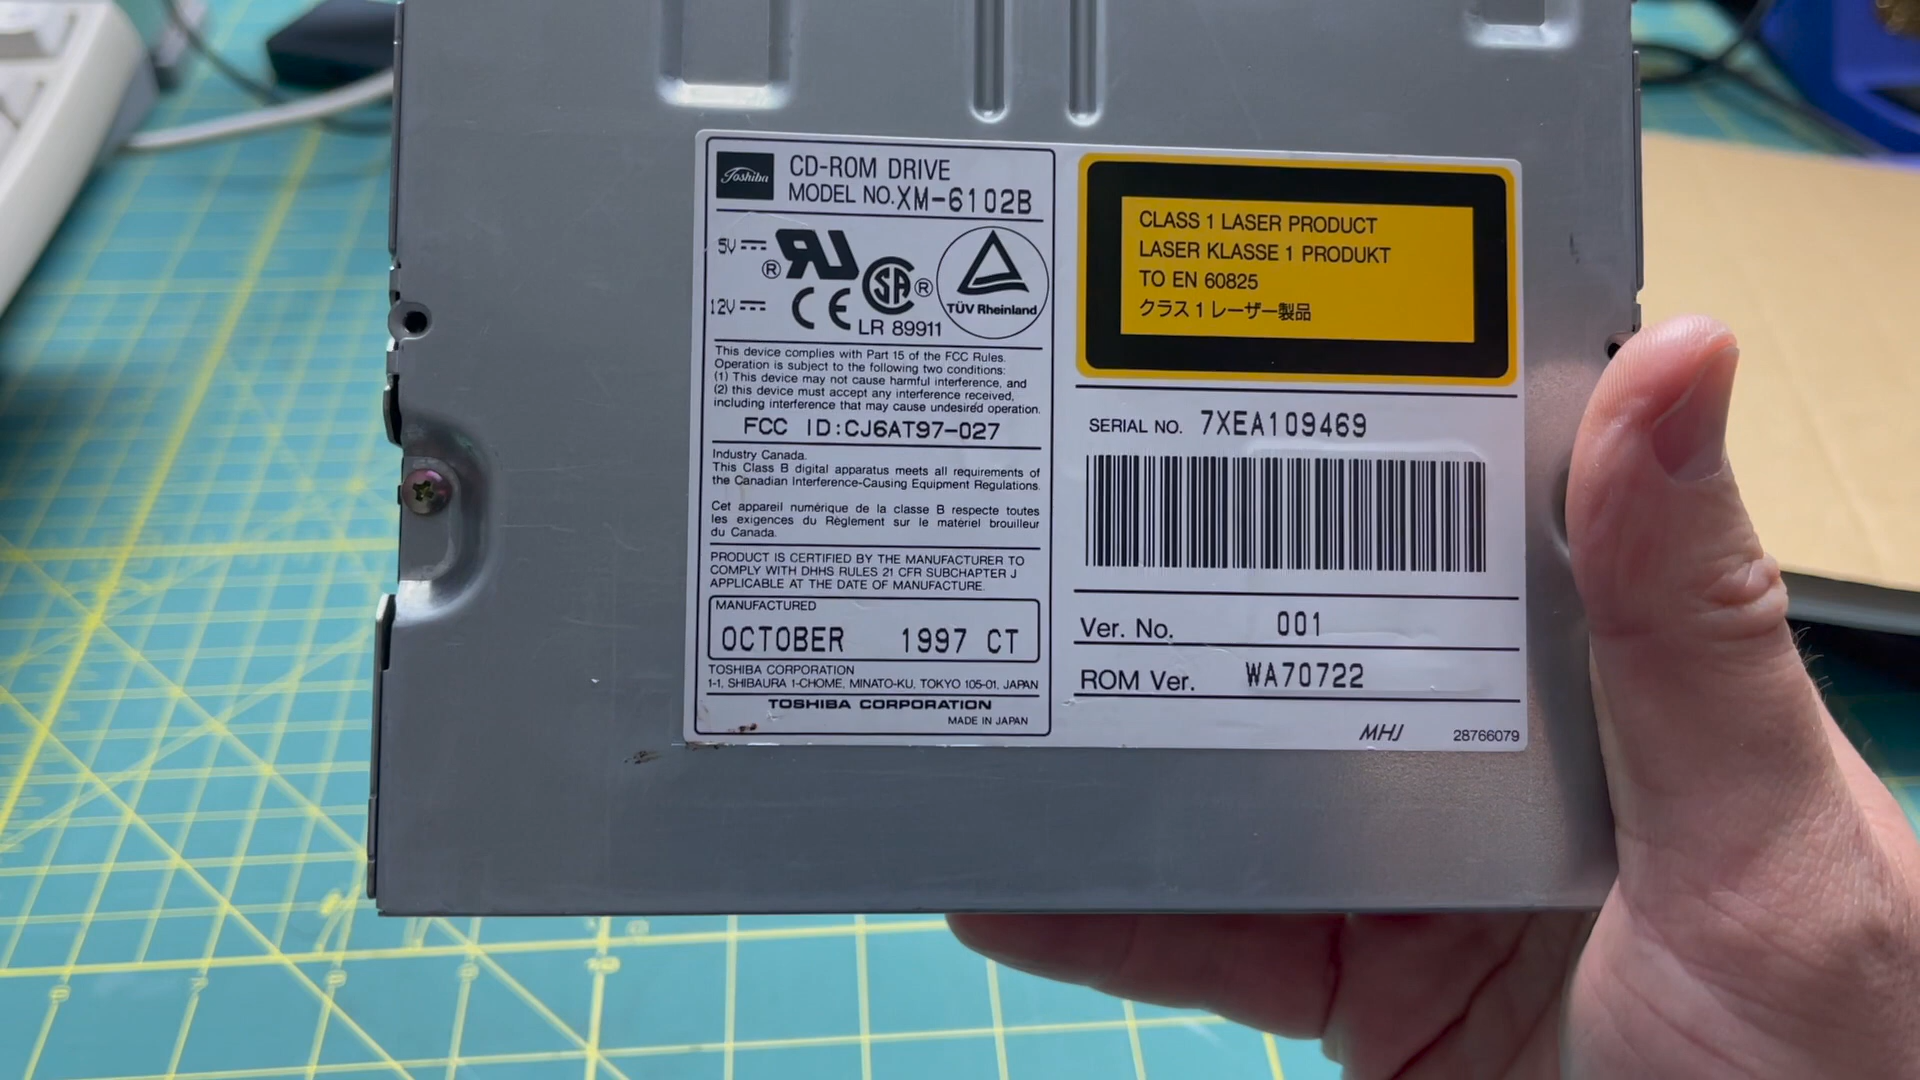 Toshiba
CD-ROM DRIVE
MODEL NO. XM-6102B
5V
12V
LR 89911
TÜV Rheinland
This device complies with Part 15 of the FCC Rules.
Operation is subject to the following two conditions:
(1) This device may not cause harmful interference, and
(2) this device must accept any interference received,
including interference that may cause undesired operation.
FCC ID:CJ6AT97-027
Industry Canada.
This Class B digital apparatus meets all requirements of
the Canadian Interference-Causing Equipment Regulations.
Cet appareil numérique de la classe B respecte toutes
les exigences du Règlement sur le matériel brouilleur
du Canada.
PRODUCT IS CERTIFIED BY THE MANUFACTURER TO
COMPLY WITH DHHS RULES 21 CFR SUBCHAPTER J
APPLICABLE AT THE DATE OF MANUFACTURE.
MANUFACTURED
OCTOBER 1997 CT
TOSHIBA CORPORATION
1-1, SHIBAURA 1-CHOME, MINATO-KU, TOKYO 105-01, JAPAN
TOSHIBA CORPORATION
MADE IN JAPAN
CLASS 1 LASER PRODUCT
LASER KLASSE 1 PRODUKT
TO EN 60825
クラス 1 レーザー製品
SERIAL NO. 7XEA109469
Ver. No. 001
ROM Ver. WA70722
MHJ 28766079